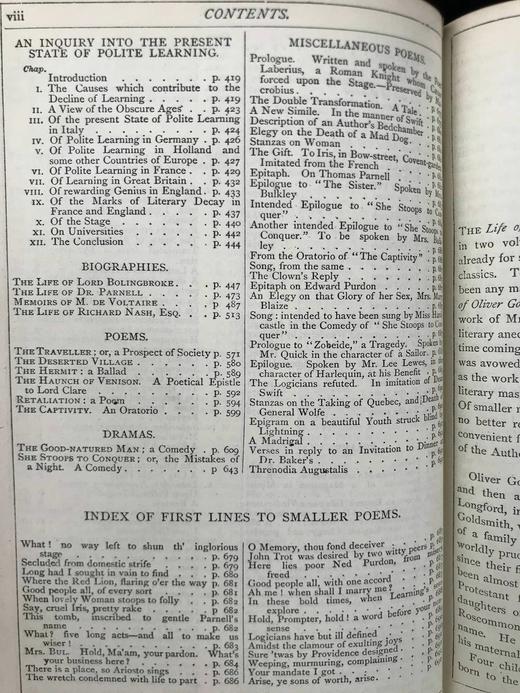 viii
CONTENTS.
AN INQUIRY INTO THE PRESENT
STATE OF POLITE LEARNING.
Chap.
Introduction . . . . . p. 419
I. The Causes which contribute to the
Decline of Learning . . . . p. 419
II. A View of the Obscure Ages . . p. 423
III. Of the present State of Polite Learning
in Italy . . . . . p. 424
IV. Of Polite Learning in Germany . p. 426
V. Of Polite Learning in Holland and
some other Countries of Europe . p. 427
VI. Of Polite Learning in France . . p. 429
VII. Of Learning in Great Britain . . p. 432
VIII. Of rewarding Genius in England . p. 433
IX. Of the Marks of Literary Decay in
France and England . . . . p. 437
X. Of the Stage . . . . . p. 440
XI. On Universities . . . . p. 442
XII. The Conclusion . . . . p. 444
BIOGRAPHIES.
THE LIFE OF LORD BOLINGBROKE . . p. 447
THE LIFE OF DR. PARNELL . . . p. 473
MEMOIRS OF M. DE VOLTAIRE . . . p. 487
THE LIFE OF RICHARD NASH, ESQ. . . p. 513
POEMS.
THE TRAVELLER; or, a Prospect of Society p. 571
THE DESERTED VILLAGE . . . . p. 580
THE HERMIT: a Ballad . . . . p. 589
THE HAUNCH OF VENISON. A Poetical Epistle
to Lord Clare . . . . . p. 592
RETALIATION: a Poem . . . . p. 594
THE CAPTIVITY. An Oratorio . . . p. 599
DRAMAS.
THE GOOD-NATURED MAN; a Comedy . p. 609
SHE STOOPS TO CONQUER; or, the Mistakes of
a Night. A Comedy . . . . p. 643
MISCELLANEOUS POEMS.
Prologue. Written and spoken by the
Laberius, a Roman Knight whom
forced upon the Stage.—Preserved by
crobius
The Double Transformation. A Tale
A New Simile. In the manner of Swift
Description of an Author's Bedchamber
Elegy on the Death of a Mad Dog
Stanzas on Woman
The Gift. To Iris, in Bow-street, Covent-garden
Imitated from the French
Epitaph. On Thomas Parnell
Epilogue to "The Sister." Spoken by
Bulkley
Intended Epilogue to "She Stoops to Con
quer"
Another intended Epilogue to "She Stoops to
Conquer." To be spoken by Mrs.
ley
From the Oratorio of "The Captivity"
Song, from the same
The Clown's Reply
Epitaph on Edward Purdon
An Elegy on that Glory of her Sex, Mrs.
Blaize
Song: intended to have been sung by Miss
castle in the Comedy of "She Stoops to Con
quer"
Prologue to "Zobeide," a Tragedy. Spoken
Mr. Quick in the character of a Sailor
Epilogue. Spoken by Mr. Lee Lewes, in
character of Harlequin, at his Benefit
The Logicians refuted. In imitation of Dean
Swift
Stanzas on the Taking of Quebec, and Death of
General Wolfe
Epigram on a beautiful Youth struck blind by
Lightning
A Madrigal
Verses in reply to an Invitation to Dinner at
Dr. Baker's
Threnodia Augustalis
INDEX OF FIRST LINES TO SMALLER POEMS.
What! no way left to shun th' inglorious
stage . . . . . p. 679
Secluded from domestic strife . . p. 679
Long had I sought in vain to find . p. 680
Where the Red Lion, flaring o'er the way p. 681
Good people all, of every sort . . p. 681
When lovely Woman stoops to folly . p. 682
Say, cruel Iris, pretty rake . . p. 682
This tomb, inscribed to gentle Parnell's
name . . . . . p. 682
What? five long acts—and all to make us
wiser! . . . . . p. 683
MRS. BUL. Hold, Ma'am, your pardon. What's
your business here? . . . . p. 684
There is a place, so Ariosto sings . p. 686
The wretch condemned with life to part . p. 686
O Memory, thou fond deceiver
John Trot was desired by two witty peers
Here lies poor Ned Purdon, from misery
freed
Good people all, with one accord
Ah me! when shall I marry me?
In these bold times, when Learning's
explore
Hold, Prompter, hold! a word before your
sense
Logicians have but ill defined
Amidst the clamour of exulting joys
Sure 'twas by Providence designed
Weeping, murmuring, complaining
Your mandate I got
Arise, ye sons of worth, arise
THE Life of
in two vol
already for s
classics. T
been any m
of Oliver Go
work of Mr
literary anec
time coming
was avowed
as the work
literary mas
Of smaller r
no better r
convenient f
of the Autho
Oliver Go
and then a
Longford, in
Goldsmith, v
of a family
worldly pruc
since their fi
been almost
Protestant f
daughters o
Roscommon
name. He
his maternal
Four child
born to the